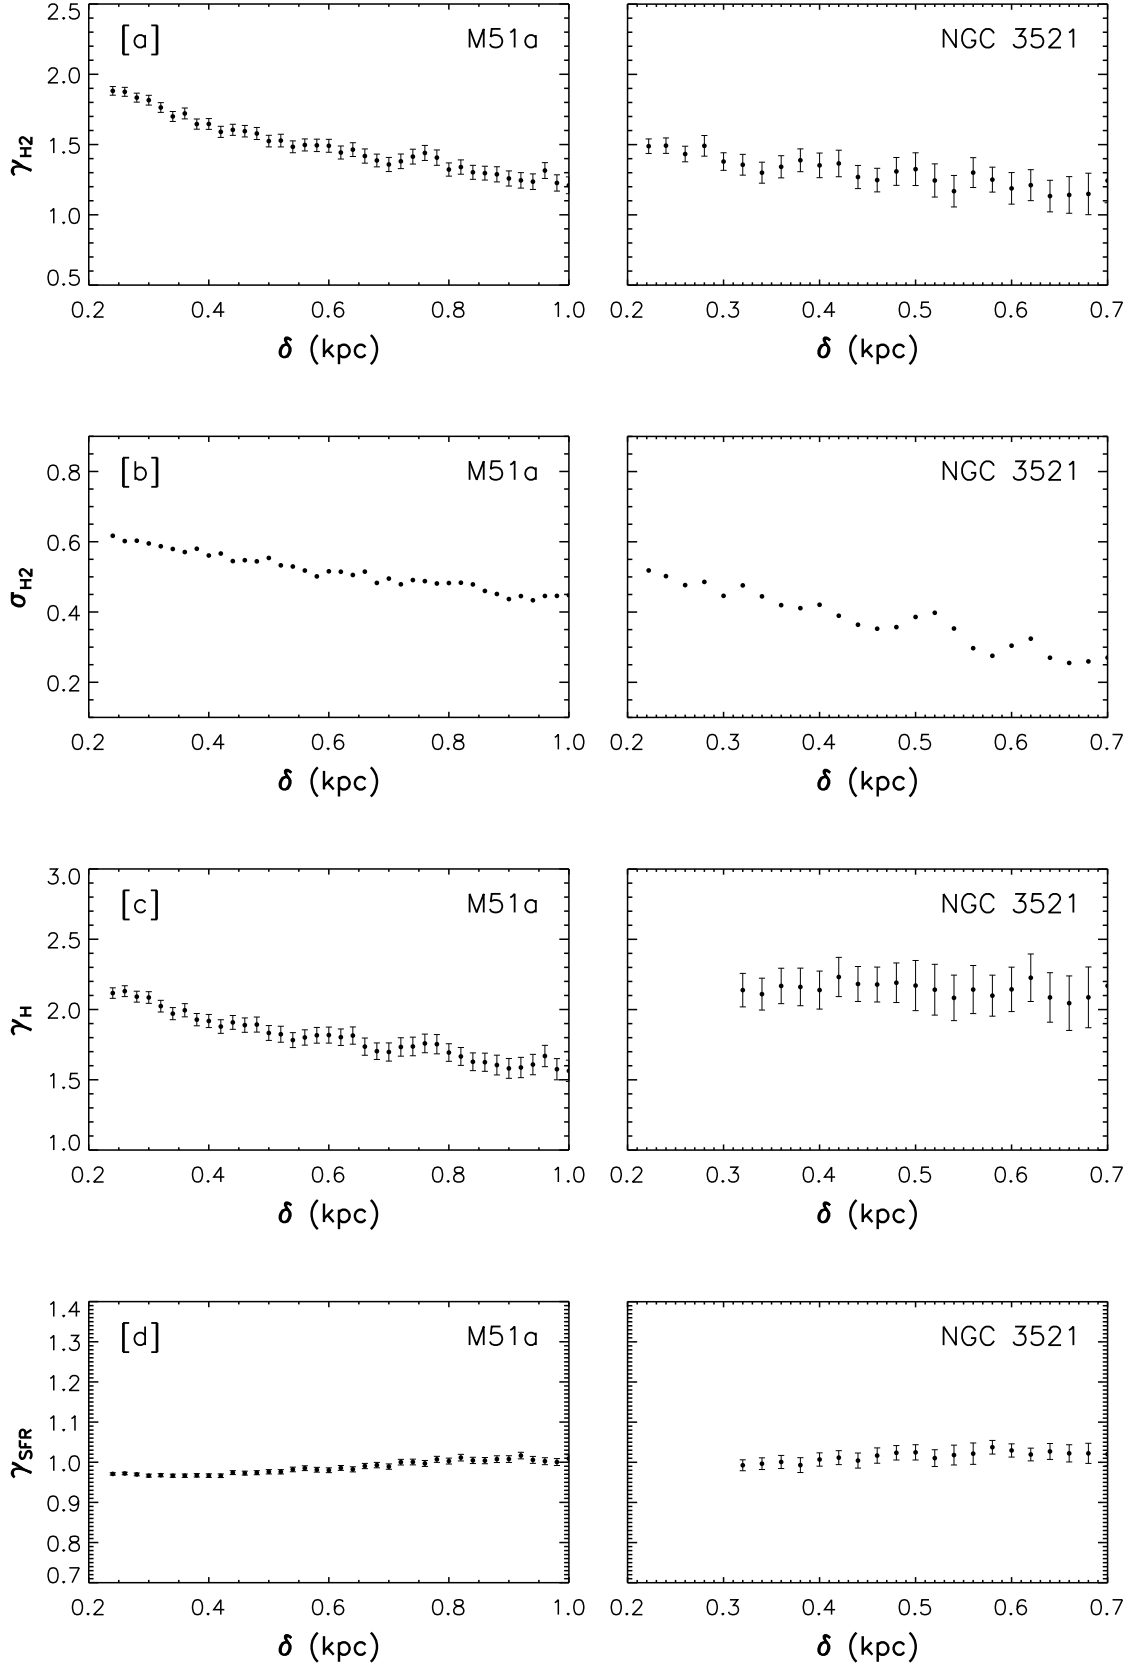 [a] M51a NGC 3521
2.5
2.0
1.5
1.0
0.5
γH2
0.2 0.4 0.6 0.8 1.0 0.2 0.3 0.4 0.5 0.6 0.7
δ (kpc) δ (kpc)
[b] M51a NGC 3521
0.8
0.6
0.4
0.2
σH2
0.2 0.4 0.6 0.8 1.0 0.2 0.3 0.4 0.5 0.6 0.7
δ (kpc) δ (kpc)
[c] M51a NGC 3521
3.0
2.5
2.0
1.5
1.0
γH
0.2 0.4 0.6 0.8 1.0 0.2 0.3 0.4 0.5 0.6 0.7
δ (kpc) δ (kpc)
[d] M51a NGC 3521
1.4
1.3
1.2
1.1
1.0
0.9
0.8
0.7
γSFR
0.2 0.4 0.6 0.8 1.0 0.2 0.3 0.4 0.5 0.6 0.7
δ (kpc) δ (kpc)